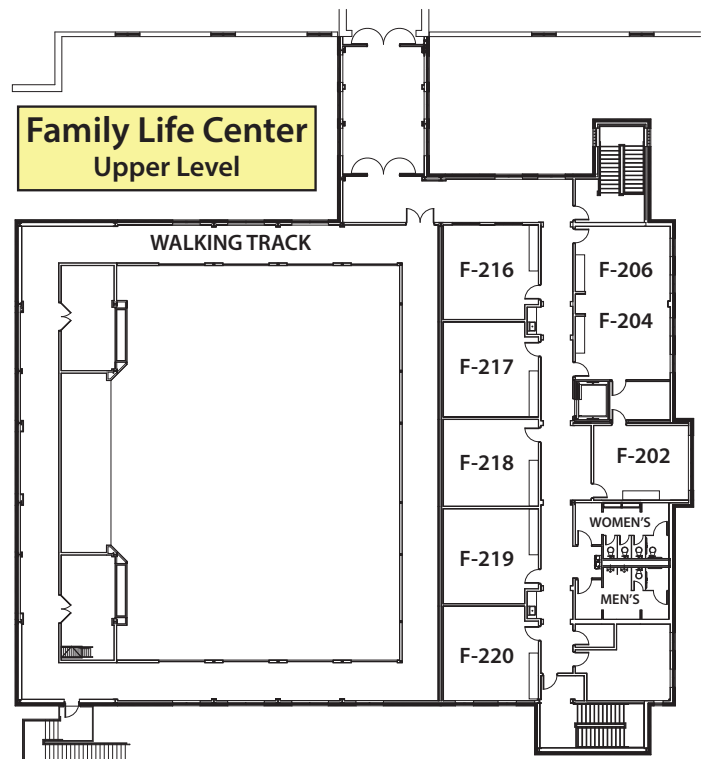 Family Life Center
Upper Level
WALKING TRACK
F-216
F-206
F-204
F-217
F-218
F-202
WOMEN'S
F-219
MEN'S
F-220